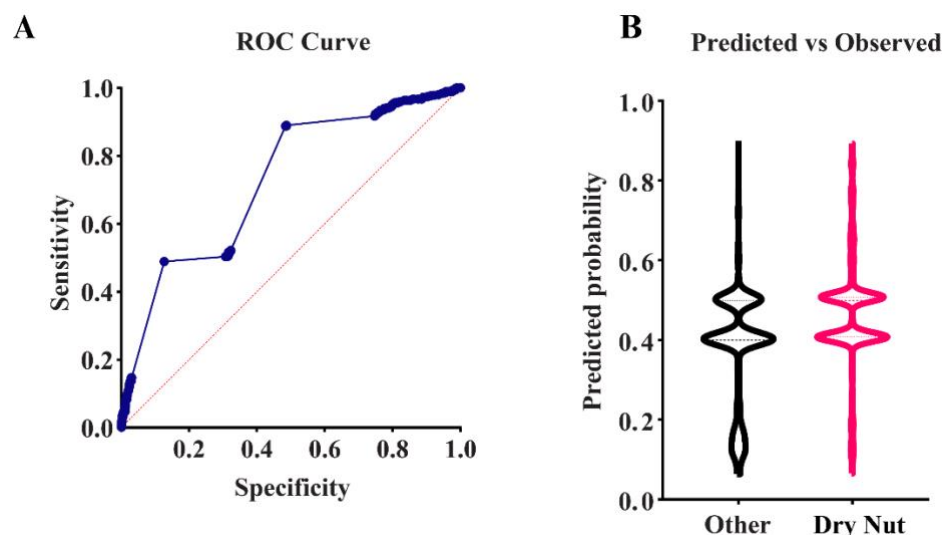 A
ROC Curve
1.0
0.8
0.6
0.4
0.2
0.0
Sensitivity
0.2 0.4 0.6 0.8 1.0
Specificity
B
Predicted vs Observed
1.0
0.8
0.6
0.4
0.2
0.0
Predicted probability
Other Dry Nut